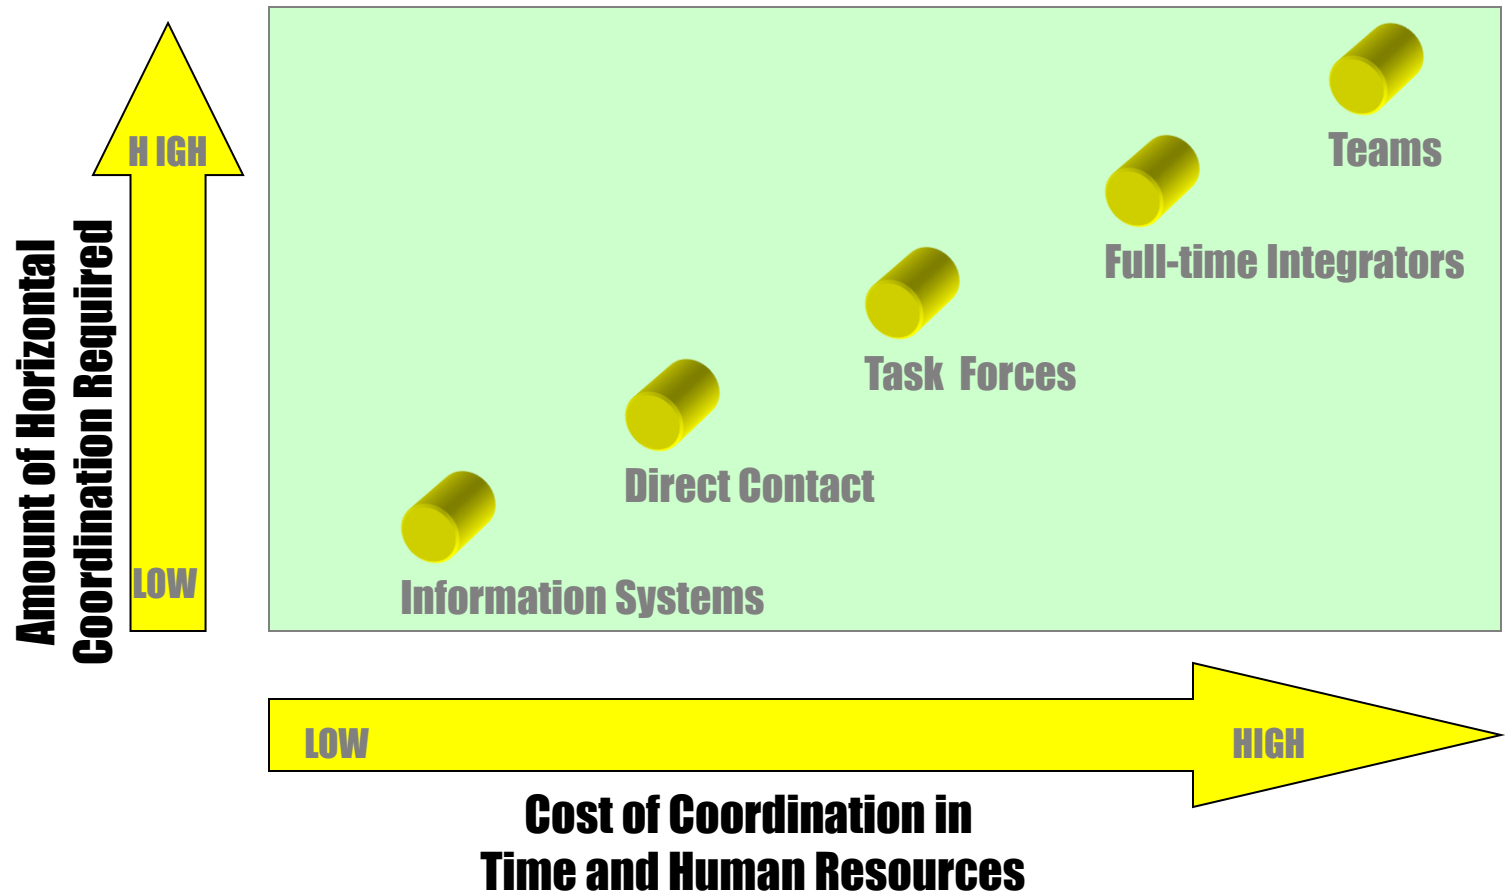 H IGH
Amount of Horizontal
Coordination Required
LOW
Teams
Full-time Integrators
Task  Forces
Direct Contact
Information Systems
LOW
HIGH
Cost of Coordination in
Time and Human Resources